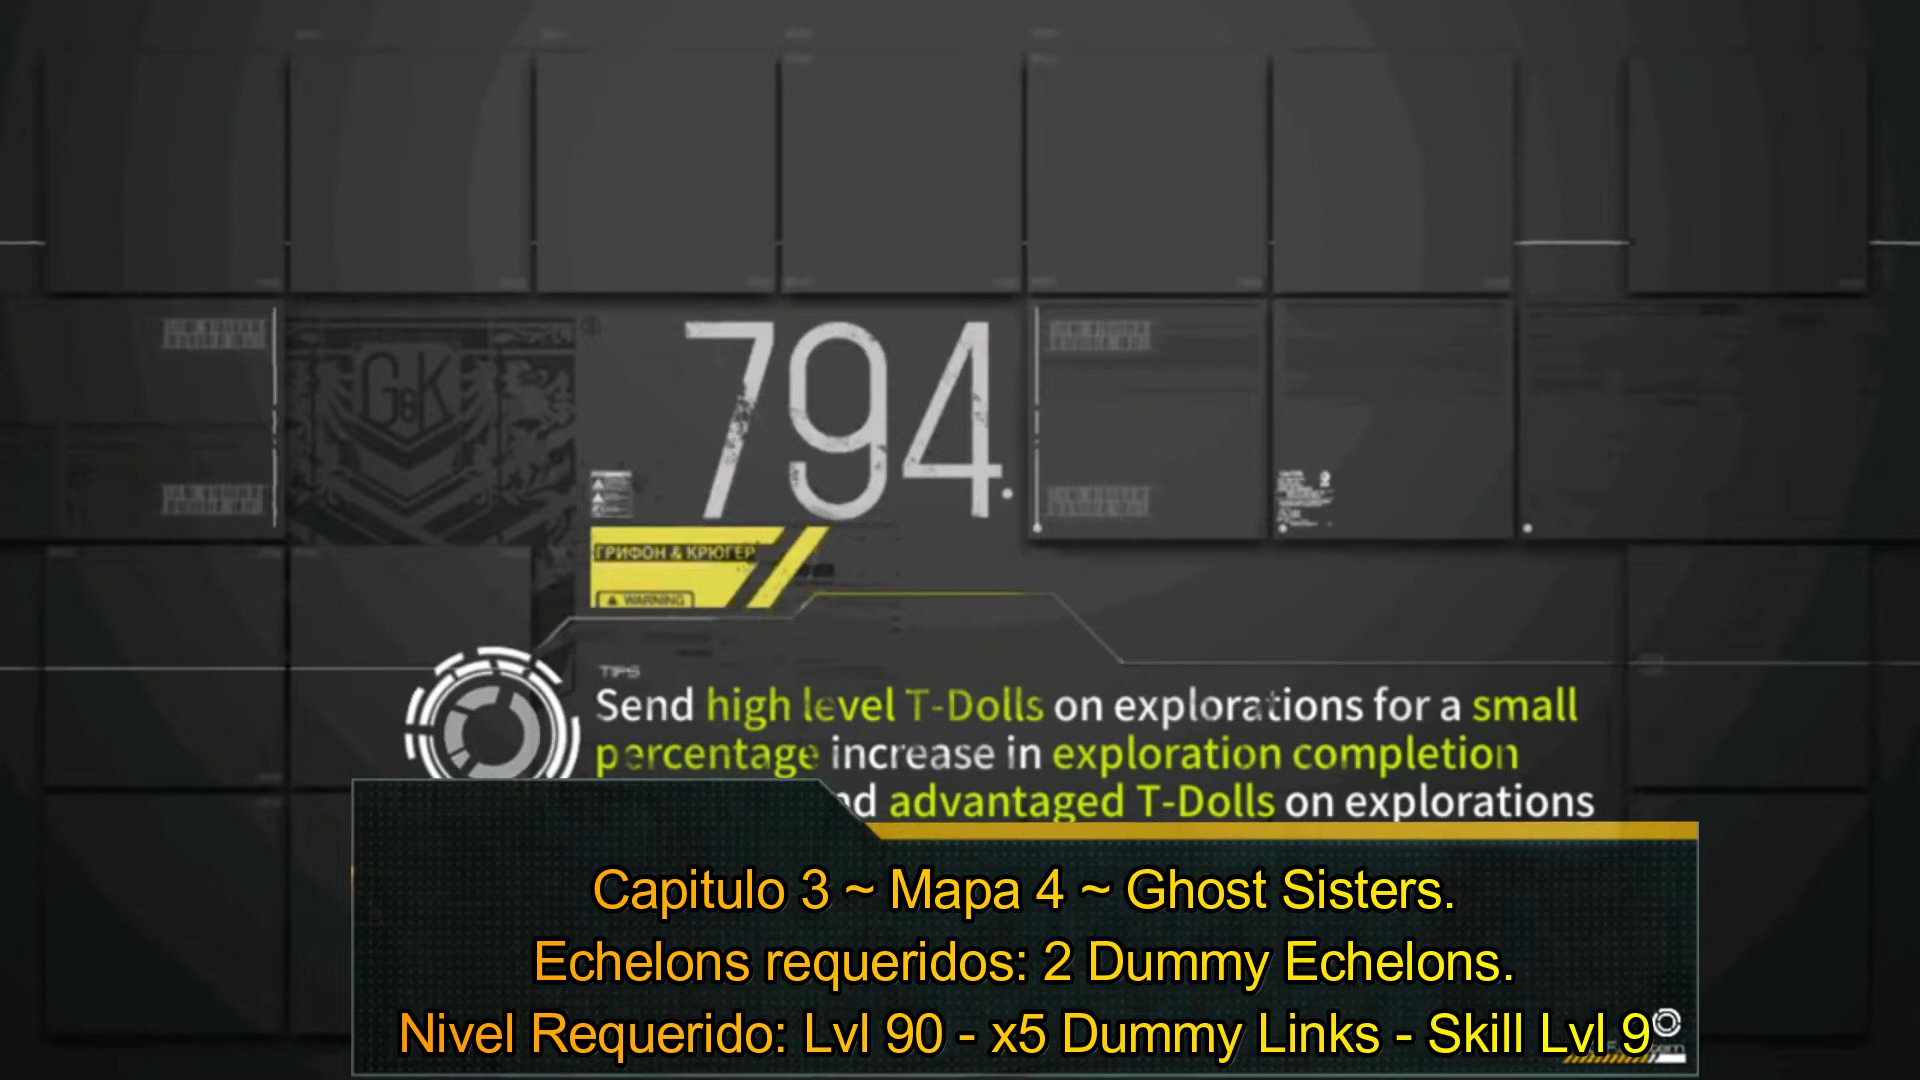 G&K
794.
ГРИФОН & КРЮГЕР
WARNING
TIPS
Send high level T-Dolls on explorations for a small
percentage increase in exploration completion
advantaged T-Dolls on explorations
Capitulo 3 ~ Mapa 4 ~ Ghost Sisters.
Echelons requeridos: 2 Dummy Echelons.
Nivel Requerido: Lvl 90 - x5 Dummy Links - Skill Lvl 9